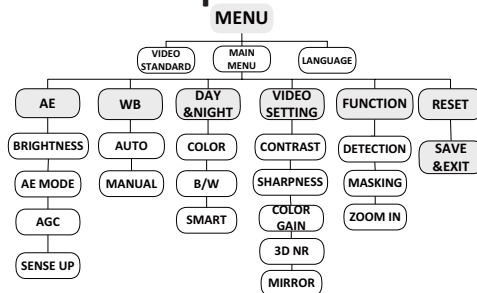 MENU
VIDEO
STANDARD
MAIN
MENU
LANGUAGE
AE
WB
DAY
&NIGHT
VIDEO
SETTING
FUNCTION
RESET
BRIGHTNESS
AUTO
COLOR
CONTRAST
DETECTION
SAVE
&EXIT
AE MODE
MANUAL
B/W
SHARPNESS
MASKING
AGC
SMART
COLOR
GAIN
ZOOM IN
SENSE UP
3D NR
MIRROR